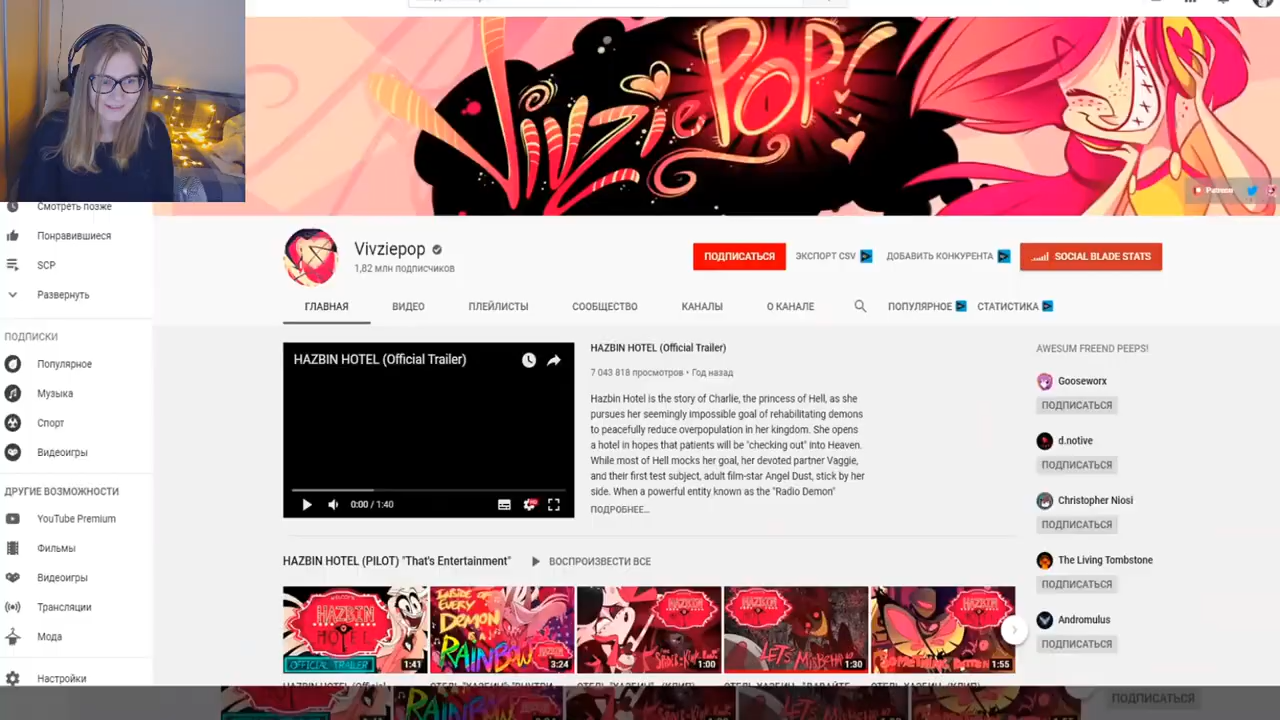 VivziePOP!
Patreon
Смотреть позже
Понравившиеся
SCP
Развернуть
ПОДПИСКИ
Популярное
Музыка
Спорт
Видеоигры
ДРУГИЕ ВОЗМОЖНОСТИ
YouTube Premium
Фильмы
Видеоигры
Трансляции
Мода
Настройки
Vivziepop
1,82 млн подписчиков
ПОДПИСАТЬСЯ
ЭКСПОРТ CSV
ДОБАВИТЬ КОНКУРЕНТА
SOCIAL BLADE STATS
ГЛАВНАЯ ВИДЕО ПЛЕЙЛИСТЫ СООБЩЕСТВО КАНАЛЫ О КАНАЛЕ ПОПУЛЯРНОЕ СТАТИСТИКА
HAZBIN HOTEL (Official Trailer)
0:00 / 1:40
HAZBIN HOTEL (Official Trailer)
7 043 818 просмотров • Год назад
Hazbin Hotel is the story of Charlie, the princess of Hell, as she
pursues her seemingly impossible goal of rehabilitating demons
to peacefully reduce overpopulation in her kingdom. She opens
a hotel in hopes that patients will be "checking out" into Heaven.
While most of Hell mocks her goal, her devoted partner Vaggie,
and their first test subject, adult film-star Angel Dust, stick by her
side. When a powerful entity known as the "Radio Demon"
ПОДРОБНЕЕ...
AWESUM FREEND PEEPS!
Gooseworx
ПОДПИСАТЬСЯ
d.notive
ПОДПИСАТЬСЯ
Christopher Niosi
ПОДПИСАТЬСЯ
The Living Tombstone
ПОДПИСАТЬСЯ
Andromulus
ПОДПИСАТЬСЯ
HAZBIN HOTEL (PILOT) "That's Entertainment"
ВОСПРОИЗВЕСТИ ВСЕ
HAZBIN
HOTEL
OFFICIAL TRAILER
1:41
INSIDE OF
EVERY
DEMON
IS A
RAINBOW
3:24
HAZBIN
1:00
HAZBIN
LETS MISBEHAVE
1:30
HAZBIN
1:55
RAINBOW
ПОДПИСАТЬСЯ